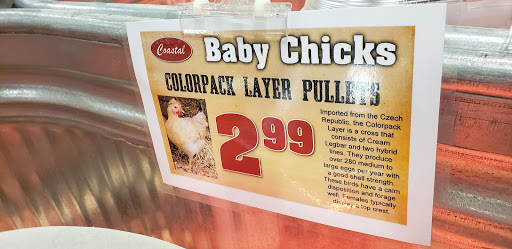 Coastal
Baby Chicks
COLORPACK LAYER PULLETS
2 99
Imported from the Czech
Republic, the Colorpack
Layer is a cross that
consists of Cream
Legbar and two hybrid
lines. They produce
over 280 medium to
large eggs per year with
a good shell strength.
These birds have a calm
disposition and forage
well. Females typically
display a top crest.